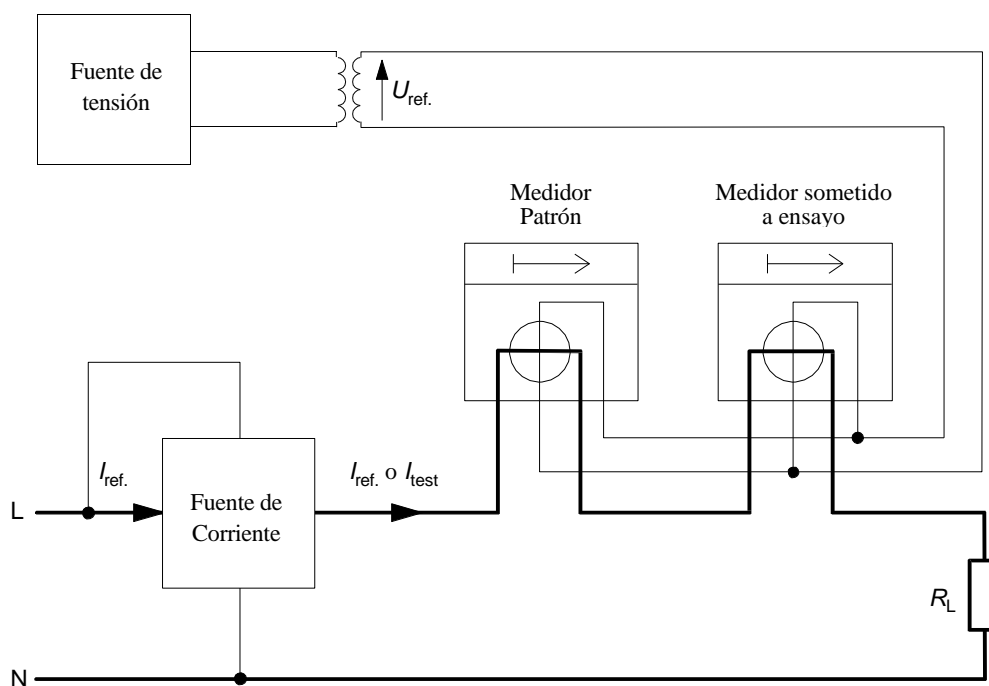 Fuente de
tensión
Uref.
Medidor
Patrón
Medidor sometido
a ensayo
Iref.
Iref. o Itest
L
Fuente de
Corriente
RL
N